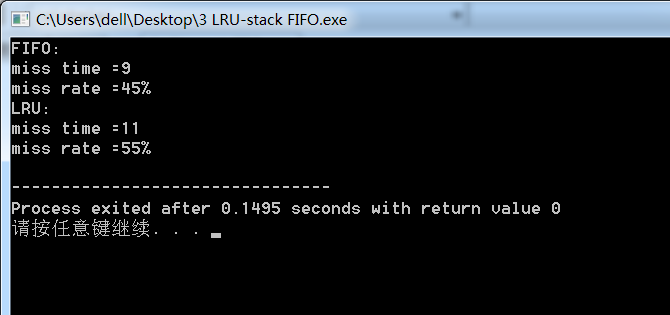 C:\Users\dell\Desktop\3 LRU-stack FIFO.exe
FIFO:
miss time =9
miss rate =45%
LRU:
miss time =11
miss rate =55%
--------------------------------
Process exited after 0.1495 seconds with return value 0
请按任意键继续. . .